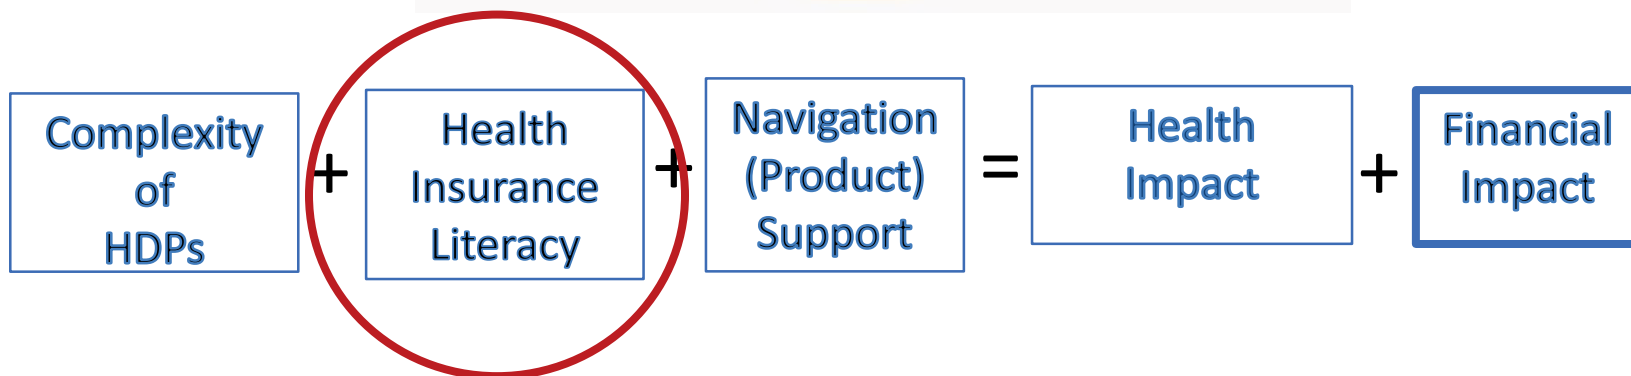 Complexity
of
HDPs
+
Health
Insurance
Literacy
+
Navigation
(Product)
Support
=
Health
Impact
+
Financial
Impact